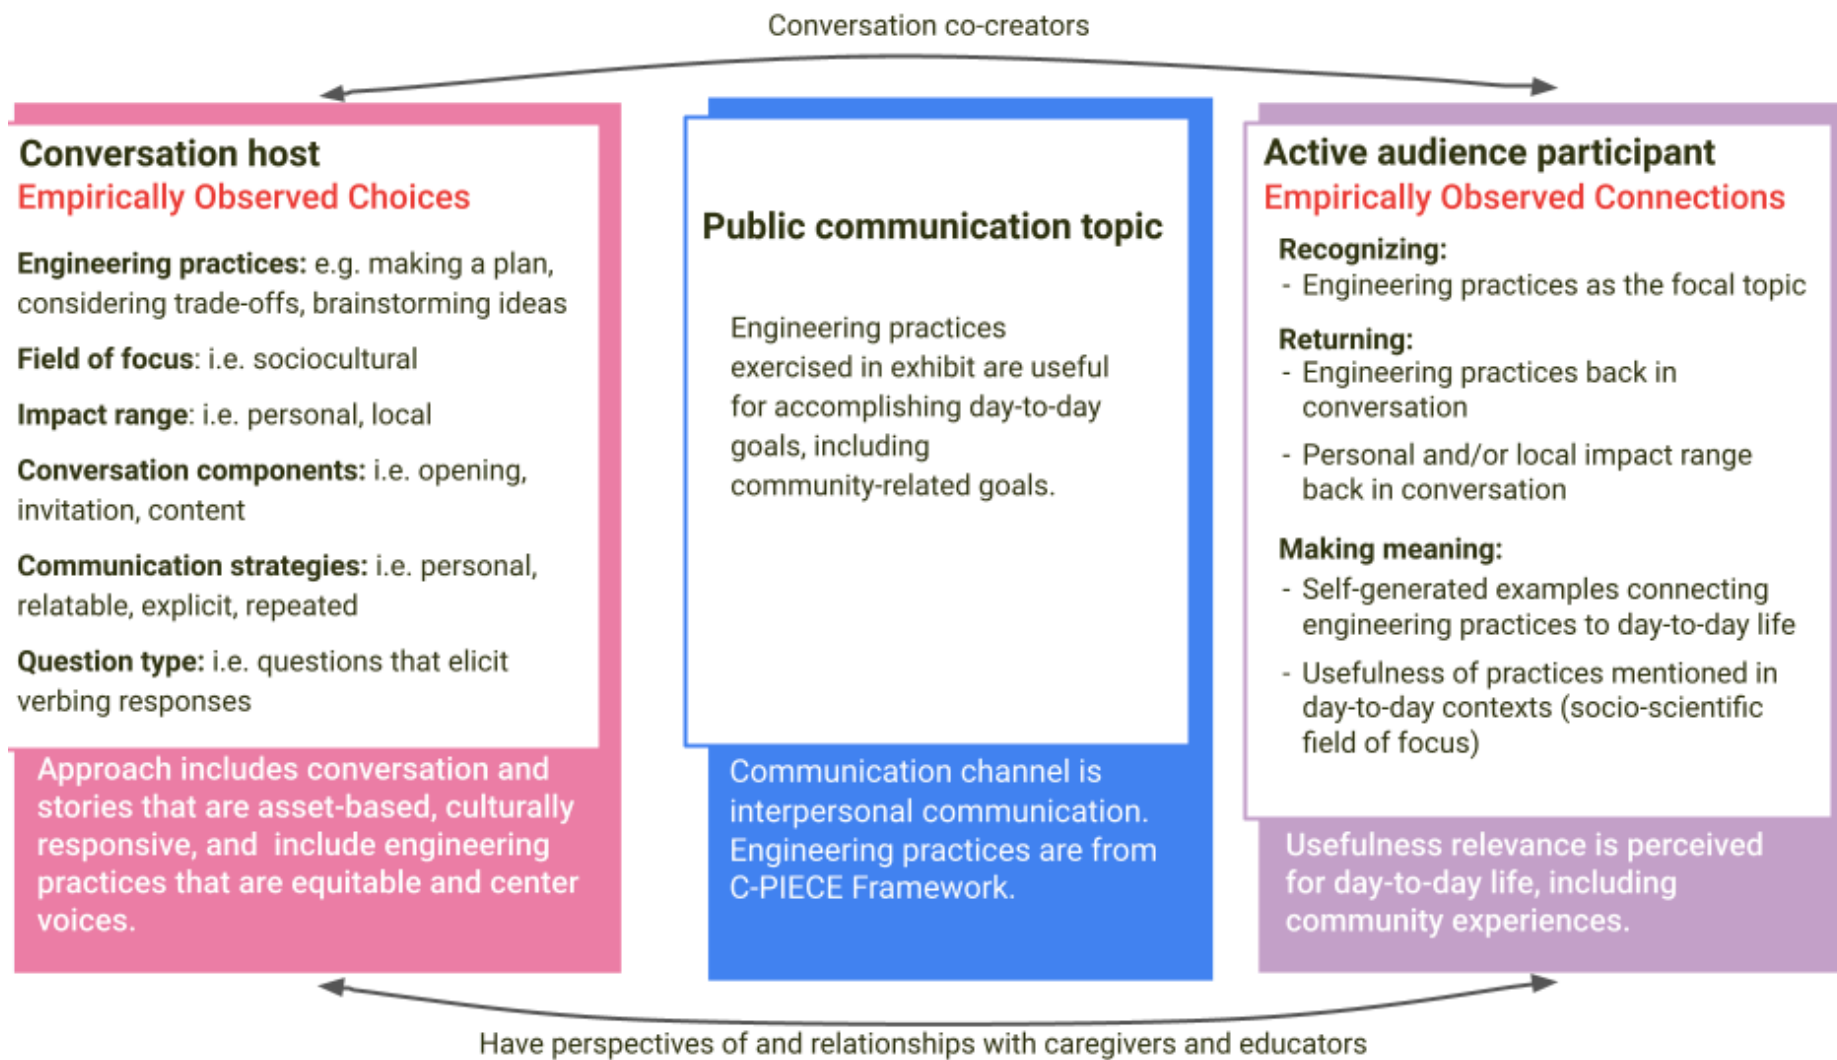 Conversation co-creators
Conversation host
Empirically Observed Choices
Engineering practices: e.g. making a plan,
considering trade-offs, brainstorming ideas
Field of focus: i.e. sociocultural
Impact range: i.e. personal, local
Conversation components: i.e. opening,
invitation, content
Communication strategies: i.e. personal,
relatable, explicit, repeated
Question type: i.e. questions that elicit
verbing responses
Approach includes conversation and
stories that are asset-based, culturally
responsive, and include engineering
practices that are equitable and center
voices.
Public communication topic
Engineering practices
exercised in exhibit are useful
for accomplishing day-to-day
goals, including
community-related goals.
Communication channel is
interpersonal communication.
Engineering practices are from
C-PIECE Framework.
Active audience participant
Empirically Observed Connections
Recognizing:
- Engineering practices as the focal topic
Returning:
- Engineering practices back in
conversation
- Personal and/or local impact range
back in conversation
Making meaning:
- Self-generated examples connecting
engineering practices to day-to-day life
- Usefulness of practices mentioned in
day-to-day contexts (socio-scientific
field of focus)
Usefulness relevance is perceived
for day-to-day life, including
community experiences.
Have perspectives of and relationships with caregivers and educators